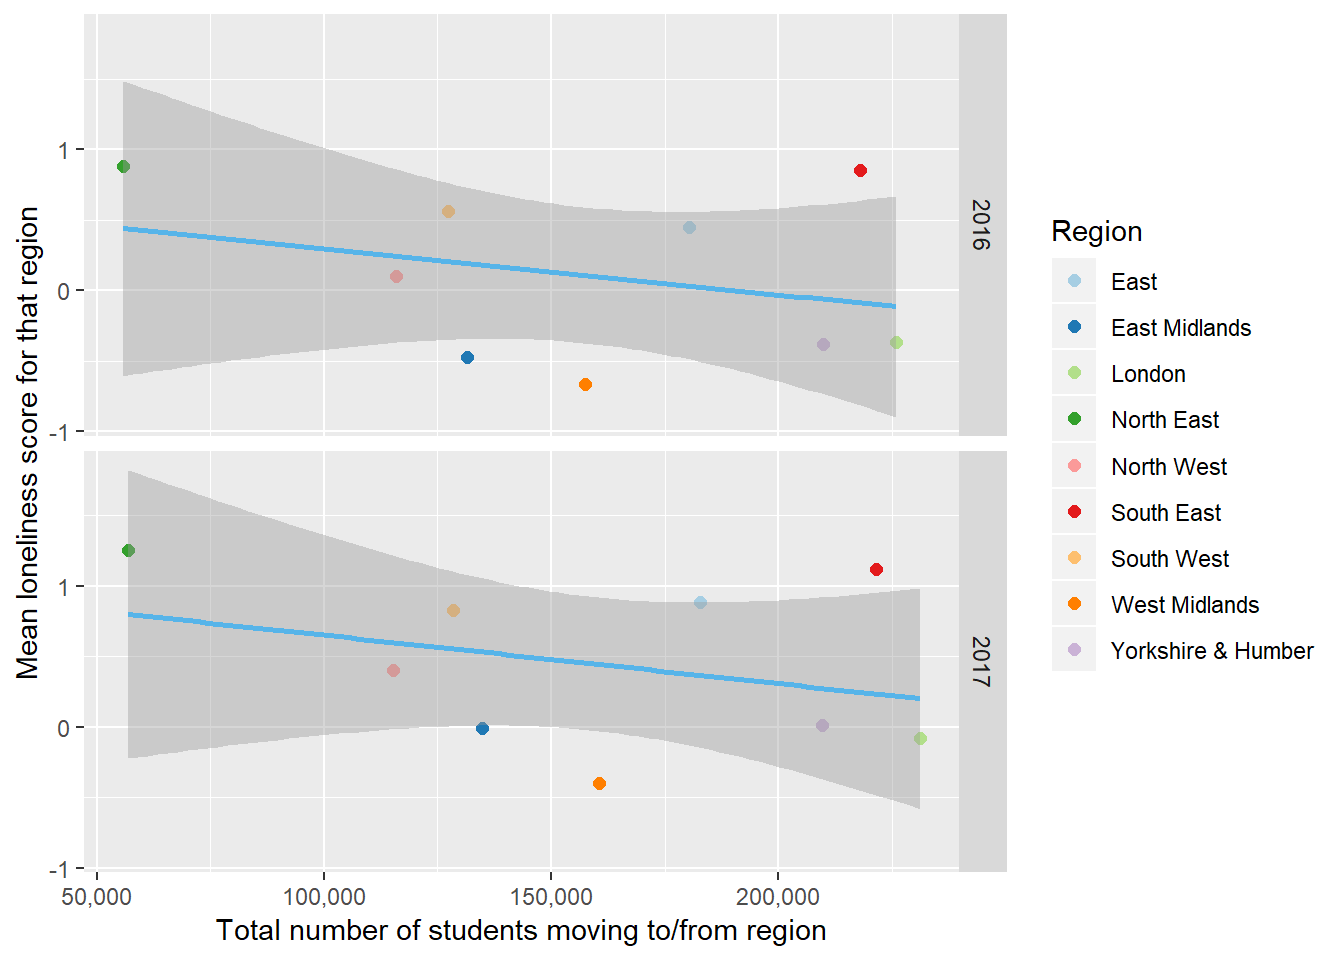 Mean loneliness score for that region
1
0
-1
2016
1
0
-1
2017
50,000
100,000
150,000
200,000
Total number of students moving to/from region
Region
East
East Midlands
London
North East
North West
South East
South West
West Midlands
Yorkshire & Humber